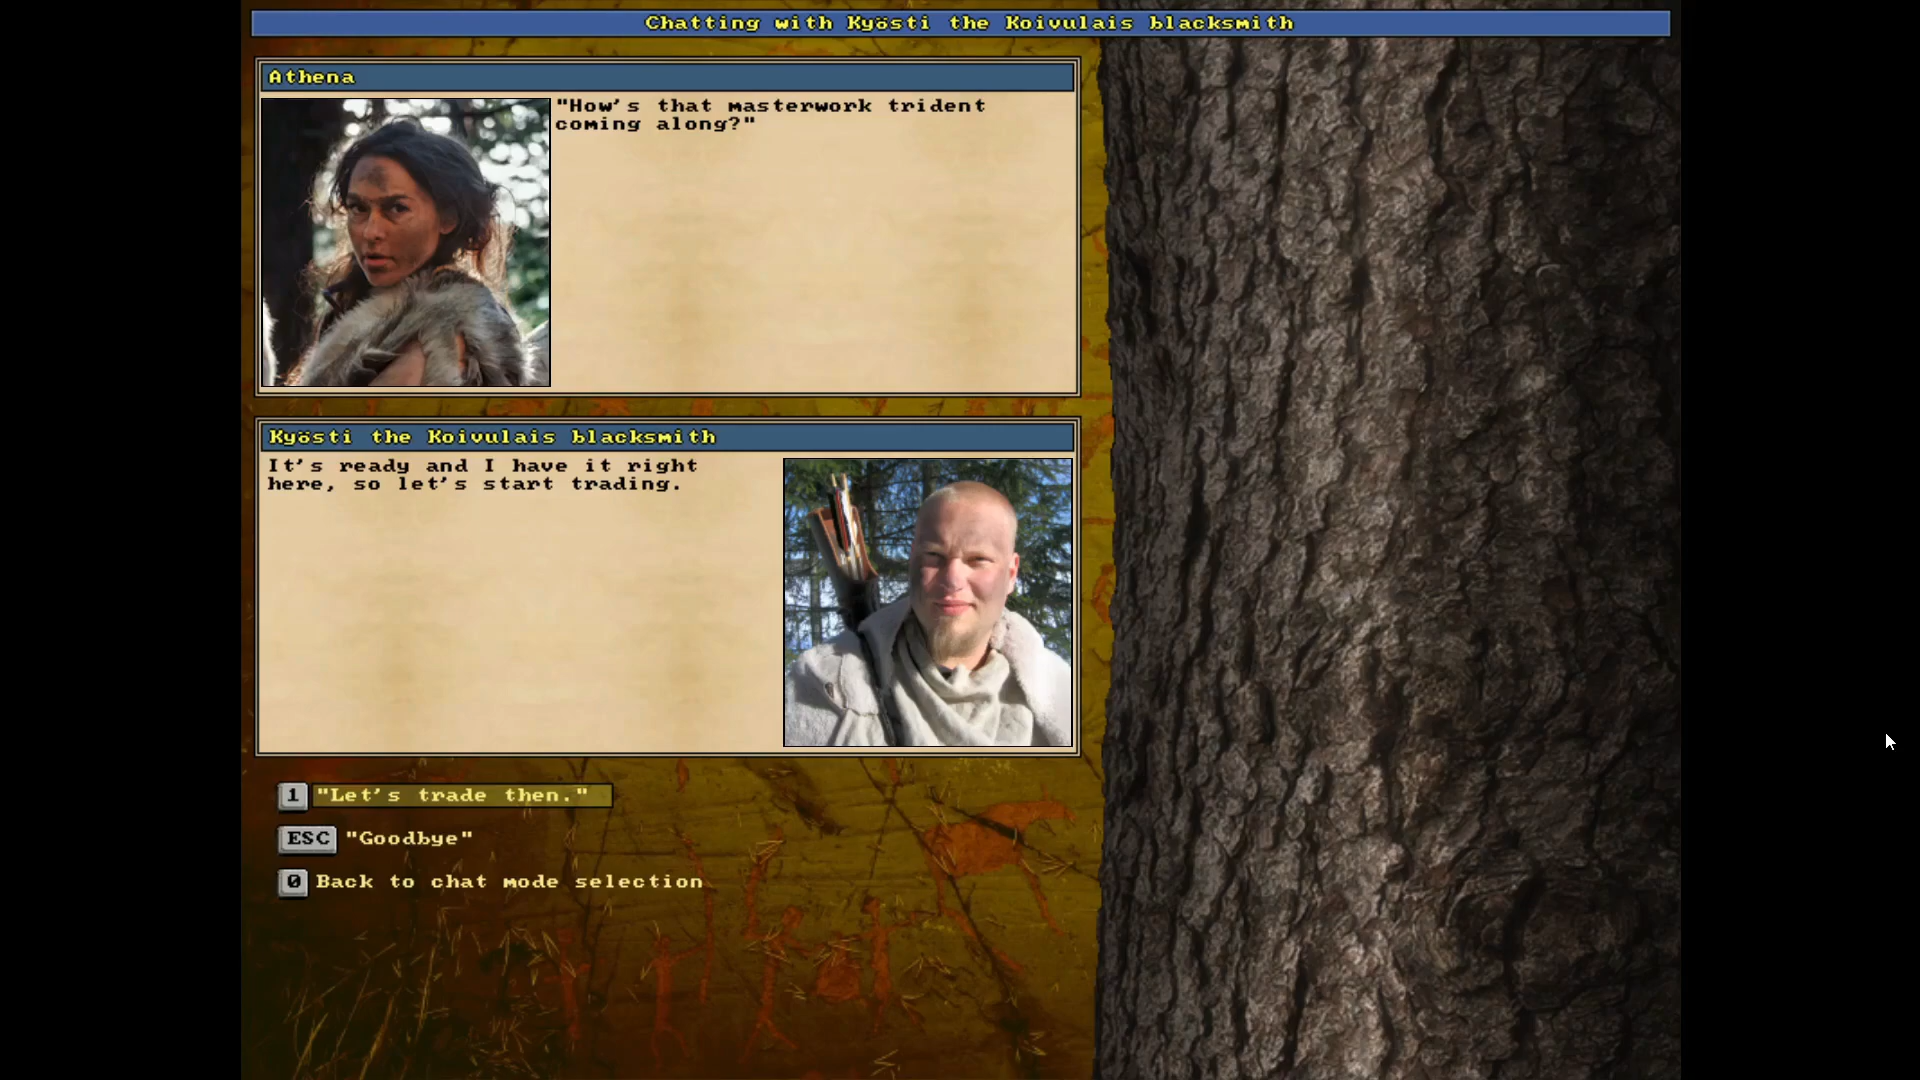 Chatting with Kyösti the Koivulais blacksmith
Athena
"How's that masterwork trident
coming along?"
Kyösti the Koivulais blacksmith
It's ready and I have it right
here, so let's start trading.
1 "Let's trade then."
ESC "Goodbye"
0 Back to chat mode selection